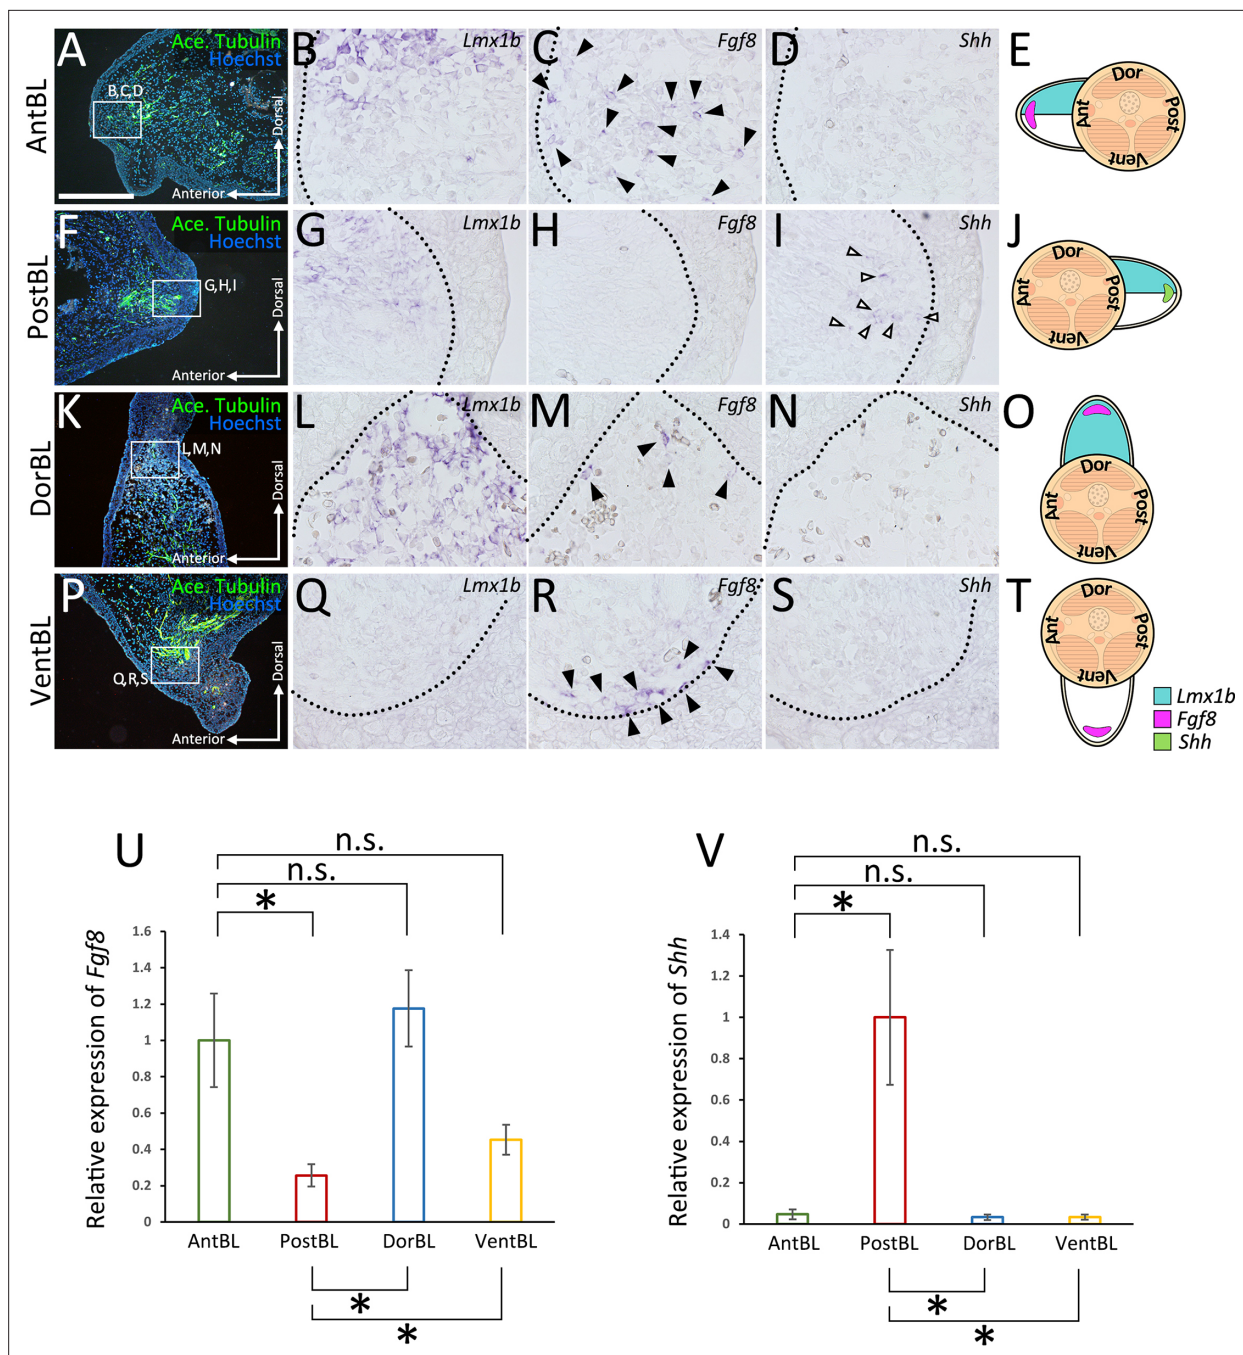 AntBL
A
Ace. Tubulin
Hoechst
B,C,D
Dorsal
Anterior
B
Lmx1b
C
Fgf8
D
Shh
E
Dor
Ant
Post
Vent
PostBL
F
Ace. Tubulin
Hoechst
G,H,I
Dorsal
Anterior
G
Lmx1b
H
Fgf8
I
Shh
J
Dor
Ant
Post
Vent
DorBL
K
Ace. Tubulin
Hoechst
L,M,N
Dorsal
Anterior
L
Lmx1b
M
Fgf8
N
Shh
O
Dor
Ant
Post
Vent
VentBL
P
Ace. Tubulin
Hoechst
Q,R,S
Dorsal
Anterior
Q
Lmx1b
R
Fgf8
S
Shh
T
Dor
Ant
Post
Vent
Lmx1b
Fgf8
Shh
U
n.s.
n.s.
*
Relative expression of Fgf8
1.6
1.4
1.2
1
0.8
0.6
0.4
0.2
0
AntBL PostBL DorBL VentBL
*
*
V
n.s.
n.s.
*
Relative expression of Shh
1.4
1.2
1
0.8
0.6
0.4
0.2
0
AntBL PostBL DorBL VentBL
*
*